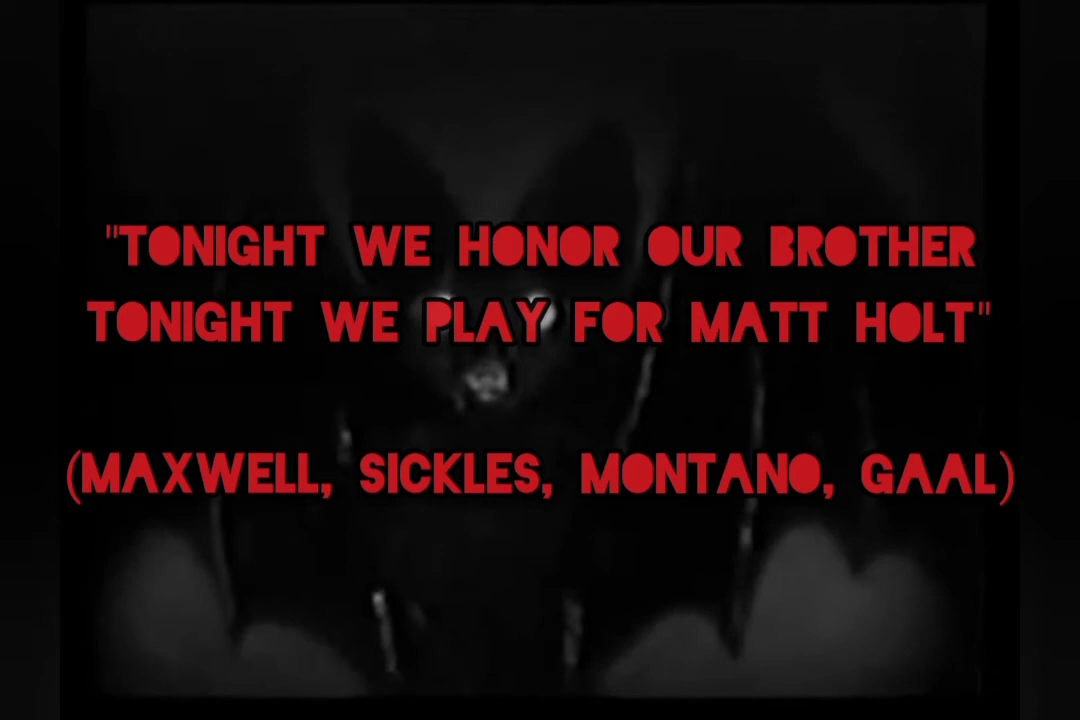 "TONIGHT WE HONOR OUR BROTHER
TONIGHT WE PLAY FOR MATT HOLT"
(MAXWELL, SICKLES, MONTANO, GAAL)